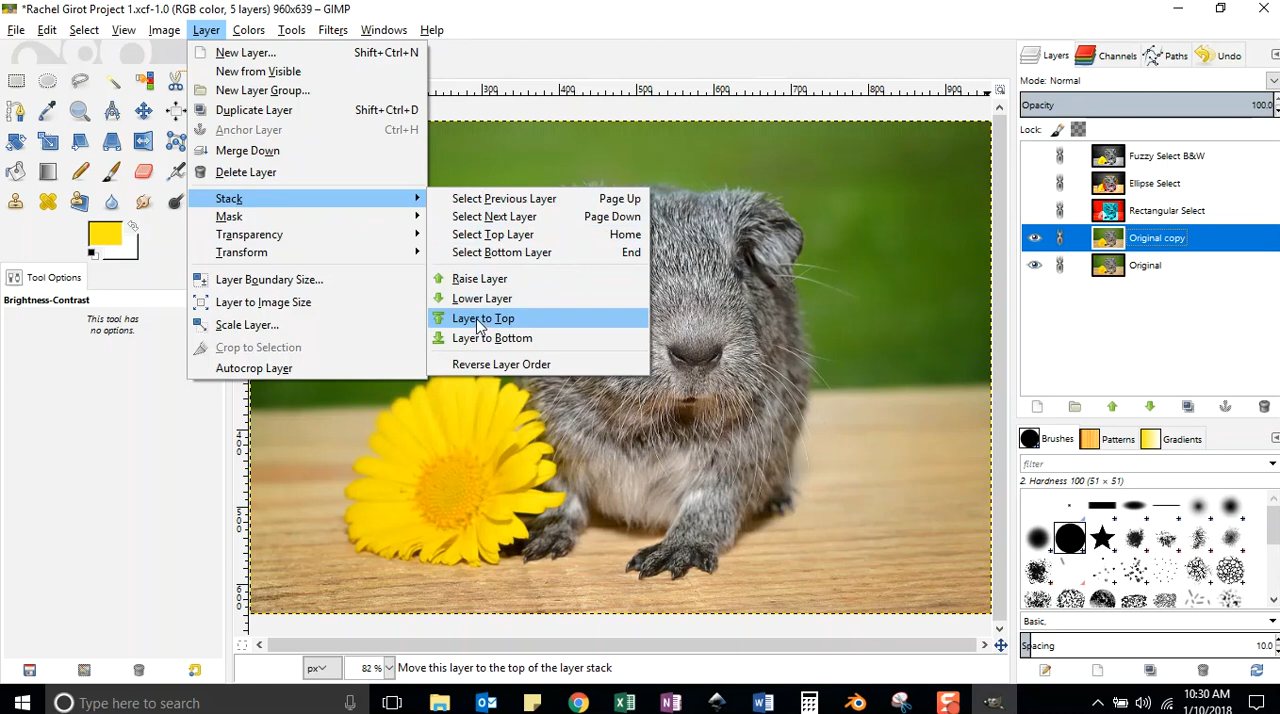 *Rachel Girot Project 1.xcf-1.0 (RGB color, 5 layers) 960x639 – GIMP
File Edit Select View Image Layer Colors Tools Filters Windows Help
New Layer... Shift+Ctrl+N
New from Visible
New Layer Group...
Duplicate Layer Shift+Ctrl+D
Anchor Layer Ctrl+H
Merge Down
Delete Layer
Stack
Mask
Transparency
Transform
Layer Boundary Size...
Layer to Image Size
Scale Layer...
Crop to Selection
Autocrop Layer
Select Previous Layer Page Up
Select Next Layer Page Down
Select Top Layer Home
Select Bottom Layer End
Raise Layer
Lower Layer
Layer to Top
Layer to Bottom
Reverse Layer Order
Tool Options
Brightness-Contrast
This tool has
no options.
300 400 500 600 700 800 900
400
500
600
px 82 % Move this layer to the top of the layer stack
Layers Channels Paths Undo
Mode: Normal
Opacity 100.0
Lock:
Fuzzy Select B&W
Ellipse Select
Rectangular Select
Original copy
Original
Brushes Patterns Gradients
filter
2. Hardness 100 (51 × 51)
Basic,
Spacing 10.0
Type here to search
10:30 AM
1/10/2018